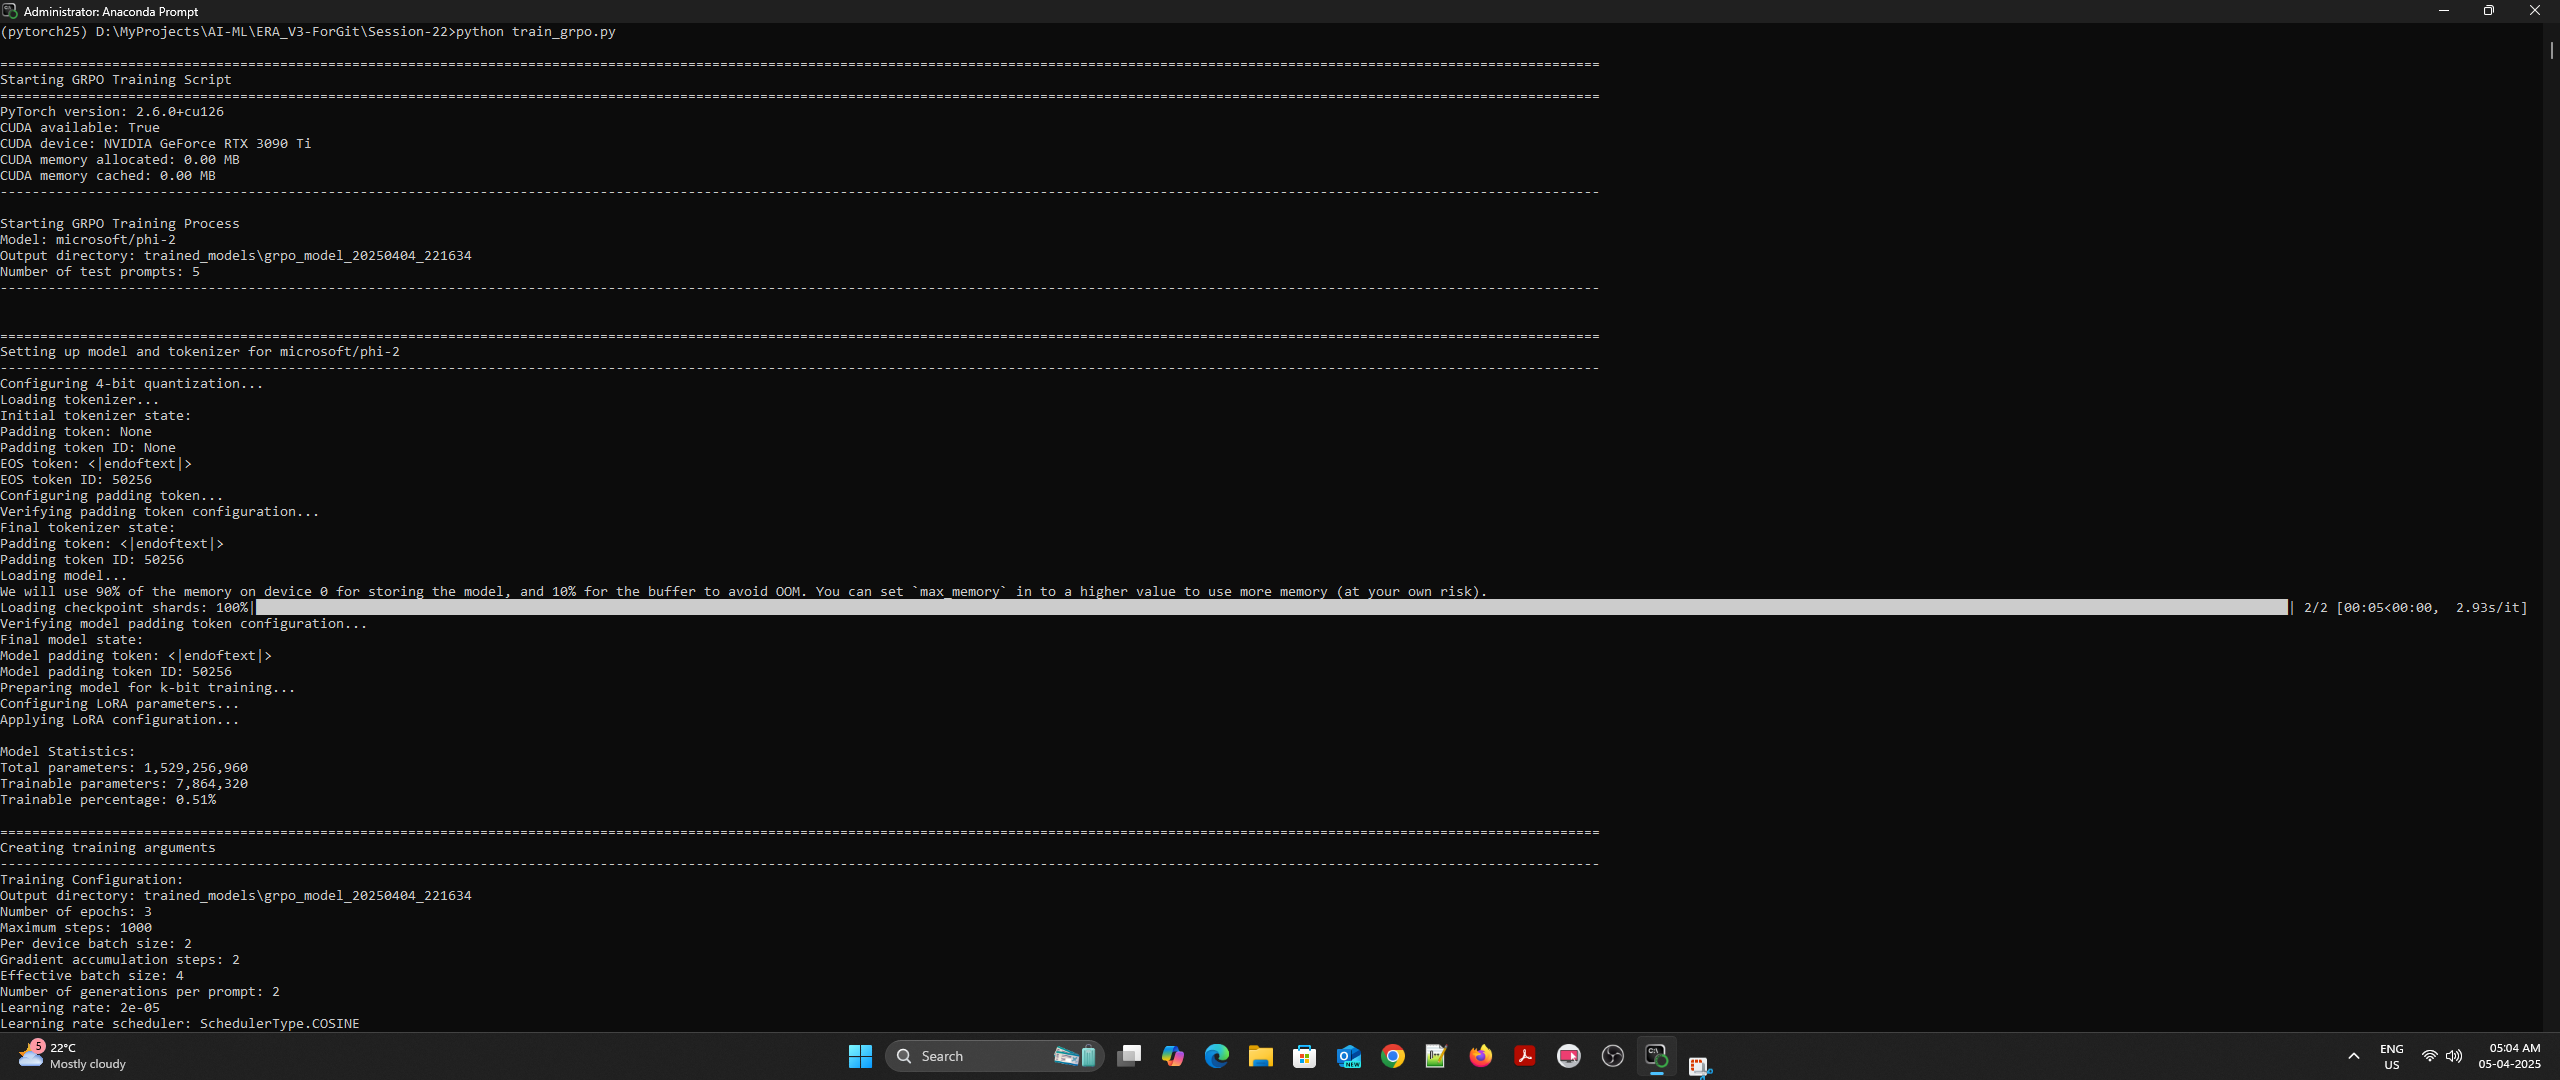 Administrator: Anaconda Prompt
(pytorch25) D:\MyProjects\AI-ML\ERA_V3-ForGit\Session-22>python train_grpo.py
========================================================================================================================================================================================================
Starting GRPO Training Script
========================================================================================================================================================================================================
PyTorch version: 2.6.0+cu126
CUDA available: True
CUDA device: NVIDIA GeForce RTX 3090 Ti
CUDA memory allocated: 0.00 MB
CUDA memory cached: 0.00 MB
--------------------------------------------------------------------------------------------------------------------------------------------------------------------------------------------------------
Starting GRPO Training Process
Model: microsoft/phi-2
Output directory: trained_models\grpo_model_20250404_221634
Number of test prompts: 5
--------------------------------------------------------------------------------------------------------------------------------------------------------------------------------------------------------
========================================================================================================================================================================================================
Setting up model and tokenizer for microsoft/phi-2
--------------------------------------------------------------------------------------------------------------------------------------------------------------------------------------------------------
Configuring 4-bit quantization...
Loading tokenizer...
Initial tokenizer state:
Padding token: None
Padding token ID: None
EOS token: <|endoftext|>
EOS token ID: 50256
Configuring padding token...
Verifying padding token configuration...
Final tokenizer state:
Padding token: <|endoftext|>
Padding token ID: 50256
Loading model...
We will use 90% of the memory on device 0 for storing the model, and 10% for the buffer to avoid OOM. You can set `max_memory` in to a higher value to use more memory (at your own risk).
Loading checkpoint shards: 100%| | 2/2 [00:05<00:00, 2.93s/it]
Verifying model padding token configuration...
Final model state:
Model padding token: <|endoftext|>
Model padding token ID: 50256
Preparing model for k-bit training...
Configuring LoRA parameters...
Applying LoRA configuration...
Model Statistics:
Total parameters: 1,529,256,960
Trainable parameters: 7,864,320
Trainable percentage: 0.51%
========================================================================================================================================================================================================
Creating training arguments
--------------------------------------------------------------------------------------------------------------------------------------------------------------------------------------------------------
Training Configuration:
Output directory: trained_models\grpo_model_20250404_221634
Number of epochs: 3
Maximum steps: 1000
Per device batch size: 2
Gradient accumulation steps: 2
Effective batch size: 4
Number of generations per prompt: 2
Learning rate: 2e-05
Learning rate scheduler: SchedulerType.COSINE
5
22°C
Mostly cloudy
Search
NEW
ENG
US
05:04 AM
05-04-2025